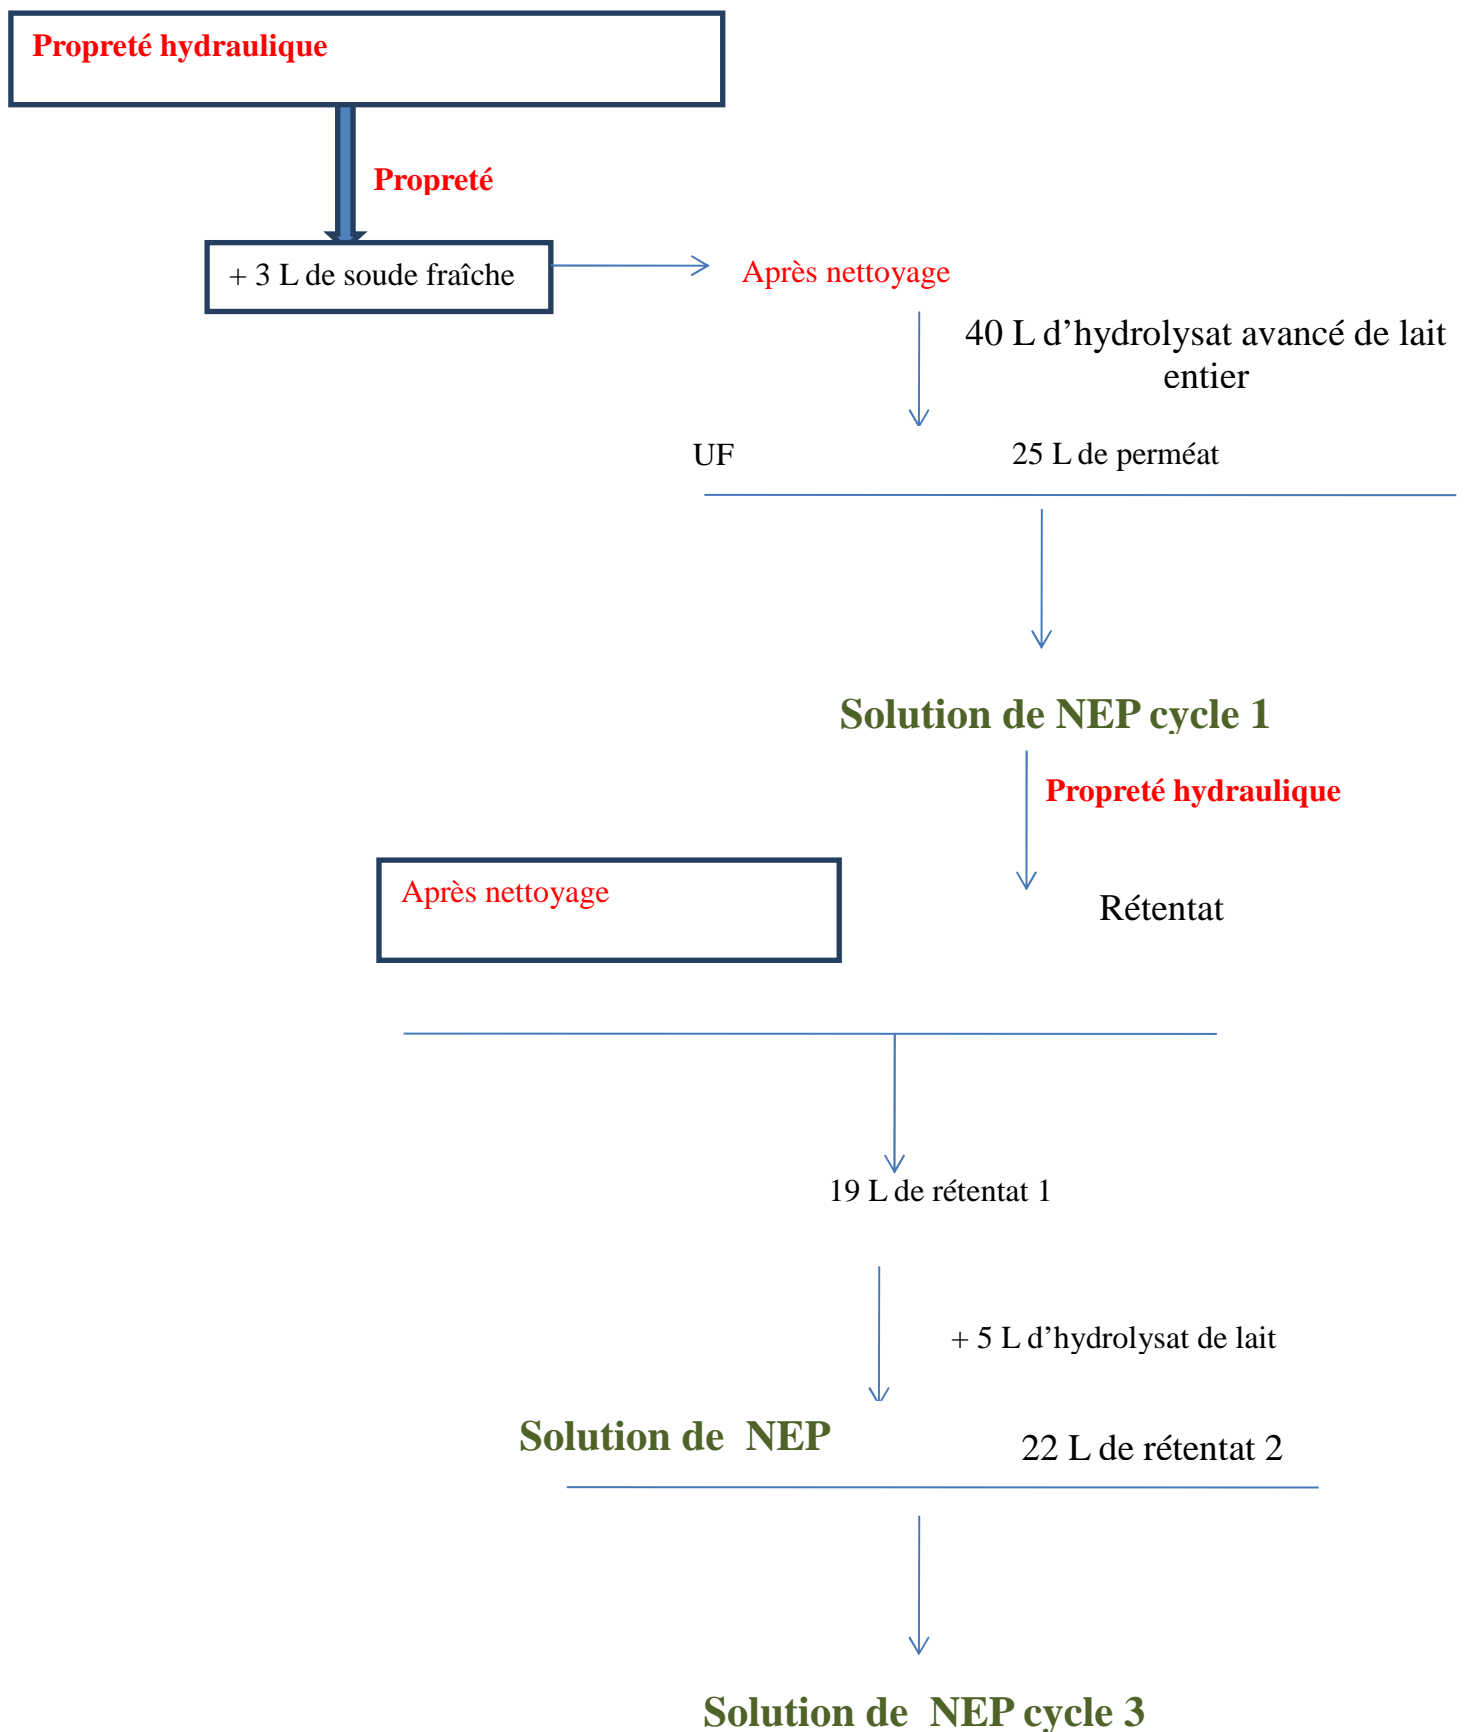 Propreté hydraulique
Propreté
+ 3 L de soude fraîche
Après nettoyage
40 L d’hydrolysat avancé de lait
entier
UF
25 L de perméat
Solution de NEP cycle 1
Propreté hydraulique
Après nettoyage
Rétentat
19 L de rétentat 1
+ 5 L d’hydrolysat de lait
Solution de  NEP
22 L de rétentat 2
Solution de  NEP cycle 3